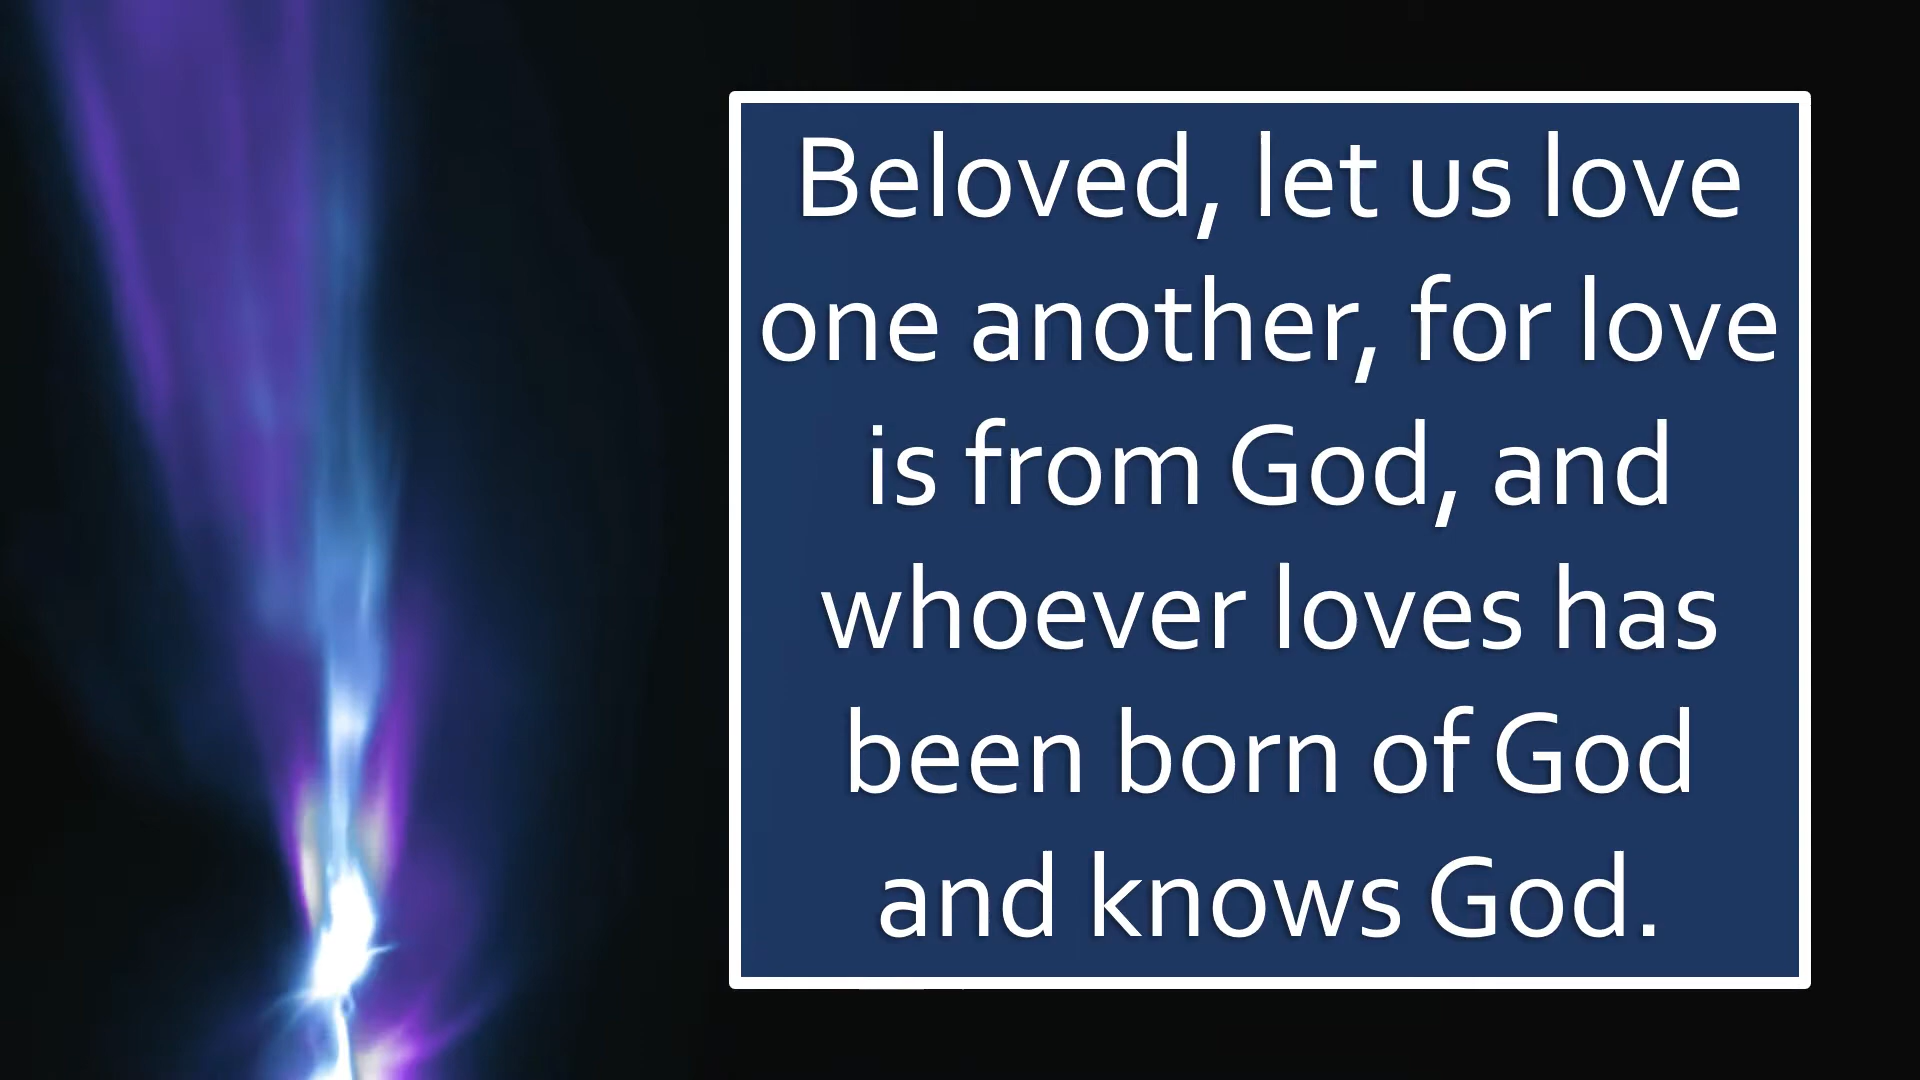 Beloved, let us love
one another, for love
is from God, and
whoever loves has
been born of God
and knows God.